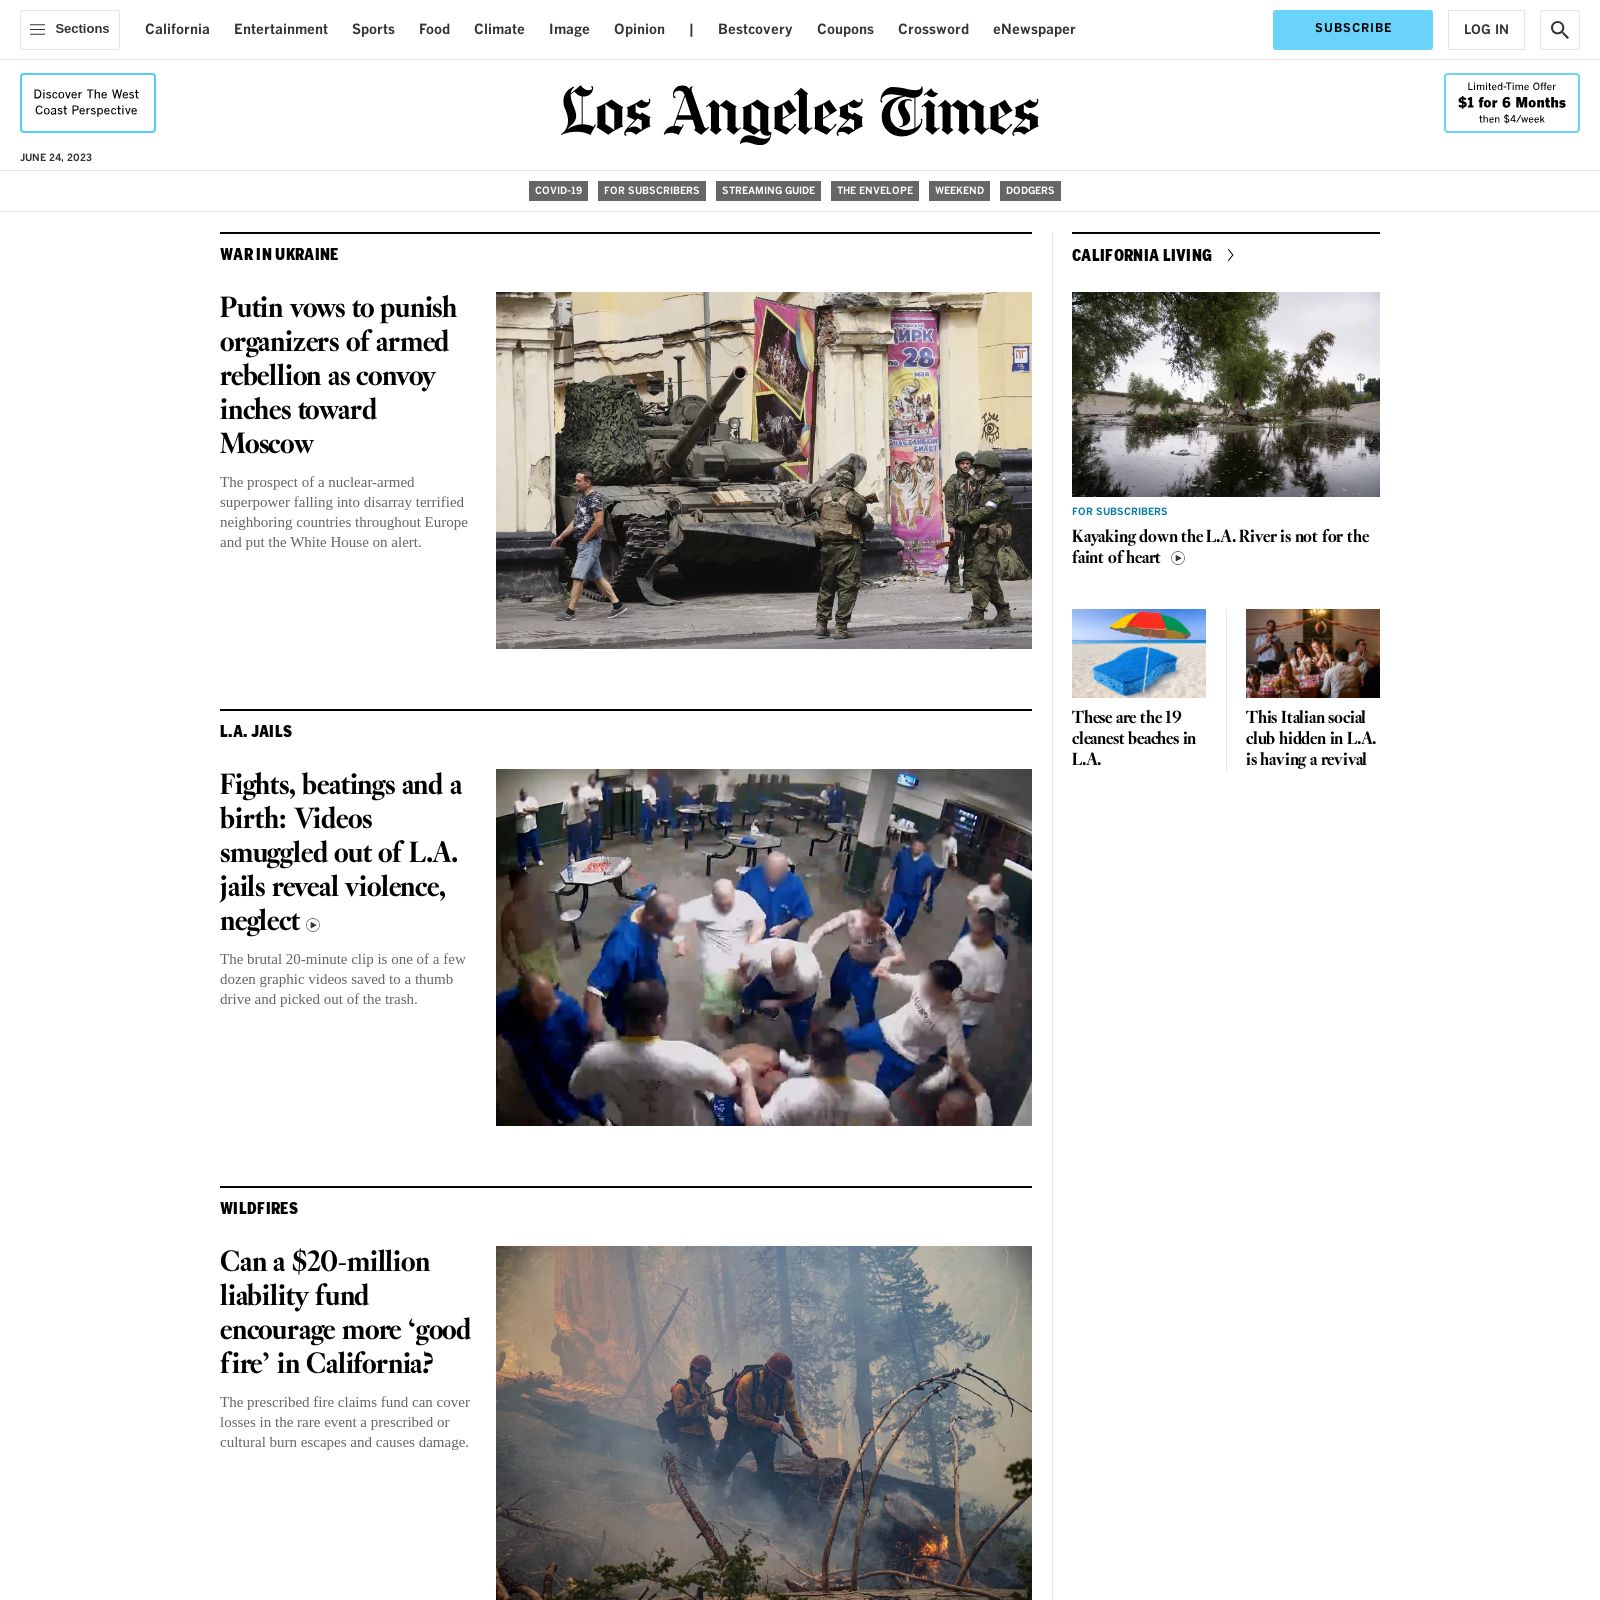 Sections
California
Entertainment
Sports
Food
Climate
Image
Opinion
|
Bestcovery
Coupons
Crossword
eNewspaper
SUBSCRIBE
LOG IN
Discover The West
Coast Perspective
Los Angeles Times
Limited-Time Offer
$1 for 6 Months
then $4/week
JUNE 24, 2023
COVID-19
FOR SUBSCRIBERS
STREAMING GUIDE
THE ENVELOPE
WEEKEND
DODGERS
WAR IN UKRAINE
Putin vows to punish
organizers of armed
rebellion as convoy
inches toward
Moscow
The prospect of a nuclear-armed
superpower falling into disarray terrified
neighboring countries throughout Europe
and put the White House on alert.
ЦИРК
28
МАЯ
L.A. JAILS
Fights, beatings and a
birth: Videos
smuggled out of L.A.
jails reveal violence,
neglect
The brutal 20-minute clip is one of a few
dozen graphic videos saved to a thumb
drive and picked out of the trash.
WILDFIRES
Can a $20-million
liability fund
encourage more ‘good
fire’ in California?
The prescribed fire claims fund can cover
losses in the rare event a prescribed or
cultural burn escapes and causes damage.
CALIFORNIA LIVING
FOR SUBSCRIBERS
Kayaking down the L.A. River is not for the
faint of heart
These are the 19
cleanest beaches in
L.A.
This Italian social
club hidden in L.A.
is having a revival